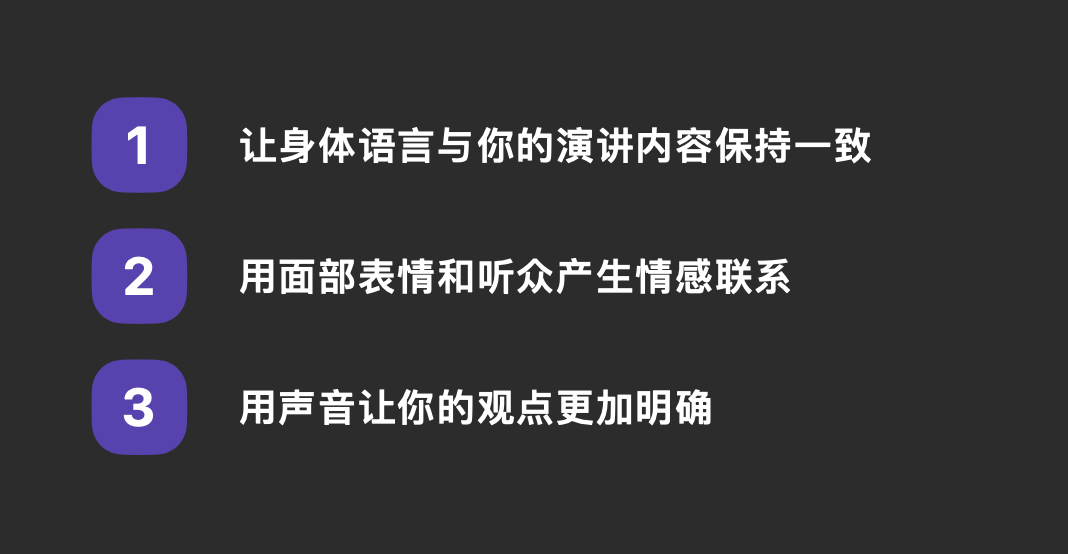 1 让身体语言与你的演讲内容保持一致
2 用面部表情和听众产生情感联系
3 用声音让你的观点更加明确